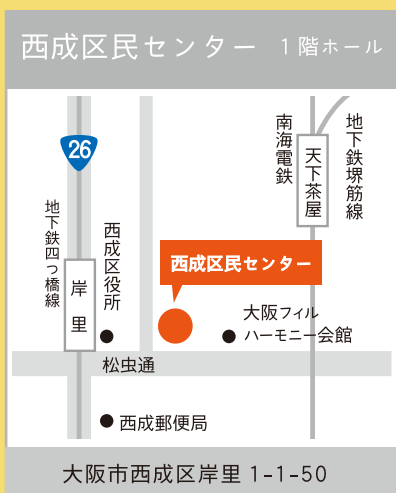 西成区民センター 1階ホール
26
南海電鉄
天下茶屋
地下鉄堺筋線
地下鉄四つ橋線
岸里
西成区役所
西成区民センター
大阪フィル
ハーモニー会館
松虫通
西成郵便局
大阪市西成区岸里1-1-50